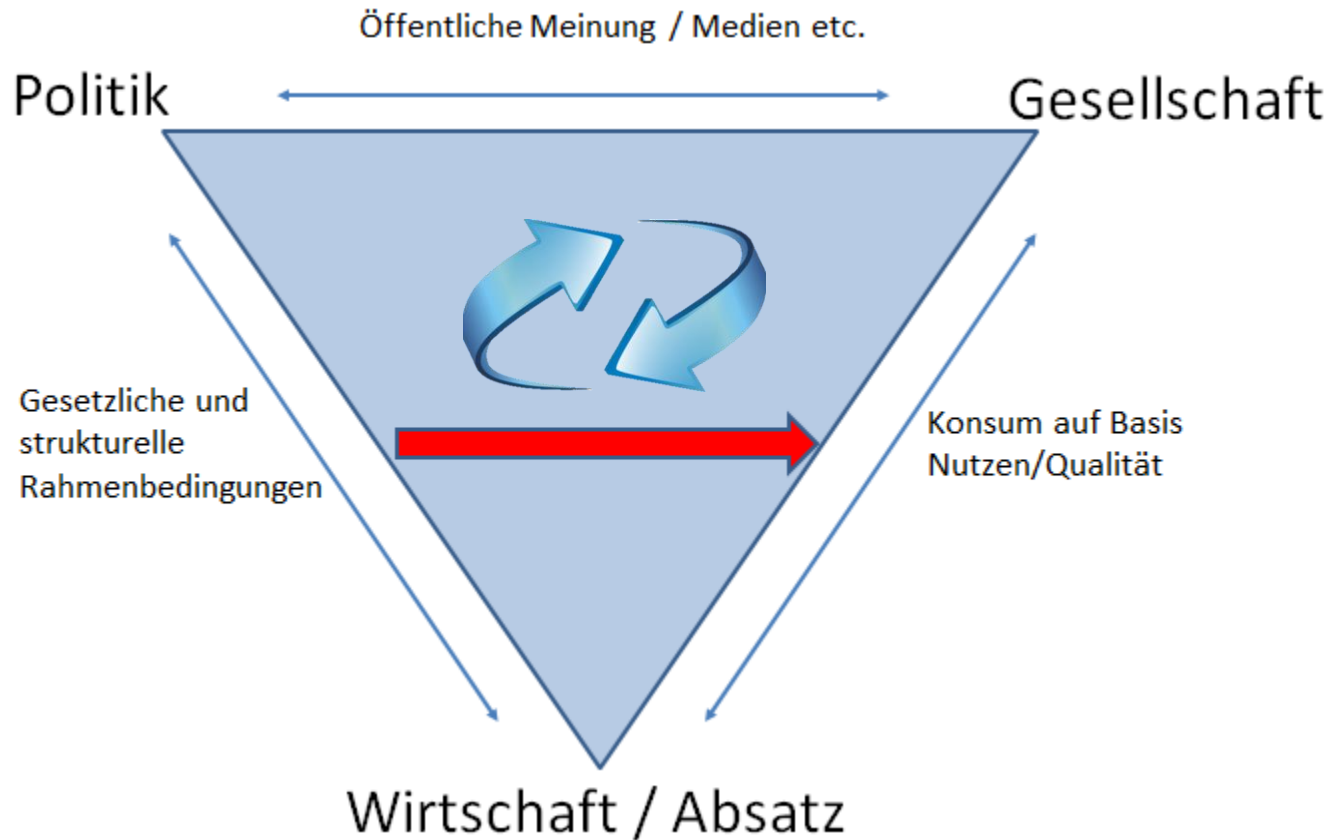 Öffentliche Meinung / Medien etc.
Politik
Gesellschaft
Gesetzliche und
strukturelle
Rahmenbedingungen
Konsum auf Basis
Nutzen/Qualität
Wirtschaft / Absatz